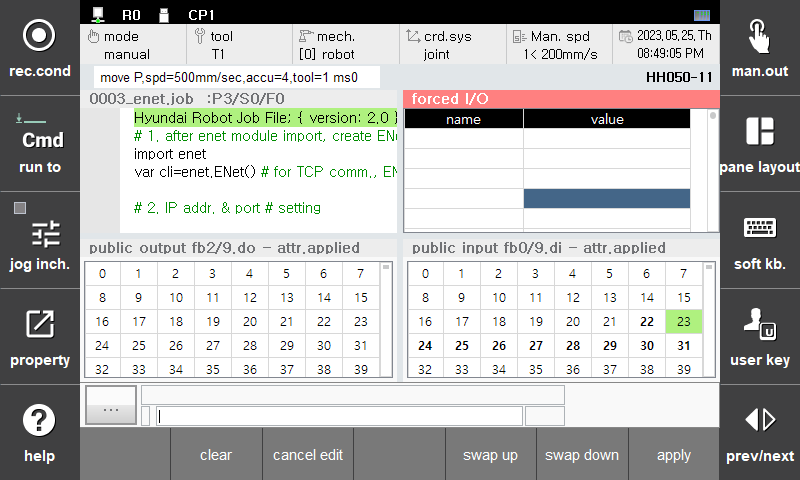 R0 CP1
rec.cond
mode
manual
tool
T1
mech.
[0] robot
crd.sys
joint
Man. spd
1< 200mm/s
2023,05,25,Th
08:49:05 PM
man.out
move P,spd=500mm/sec,accu=4,tool=1 ms0
HH050-11
0003_enet.job :P3/S0/F0
Hyundai Robot Job File; { version: 2,0 }
# 1. after enet module import, create ENe
import enet
var cli=enet.ENet() # for TCP comm., EN
# 2. IP addr. & port # setting
forced I/O
name value
Cmd
run to
pane layout
jog inch.
soft kb.
public output fb2/9.do - attr.applied
0 1 2 3 4 5 6 7
8 9 10 11 12 13 14 15
16 17 18 19 20 21 22 23
24 25 26 27 28 29 30 31
32 33 34 35 36 37 38 39
public input fb0/9.di - attr.applied
0 1 2 3 4 5 6 7
8 9 10 11 12 13 14 15
16 17 18 19 20 21 22 23
24 25 26 27 28 29 30 31
32 33 34 35 36 37 38 39
property
u
user key
...
help
clear
cancel edit
swap up
swap down
apply
prev/next